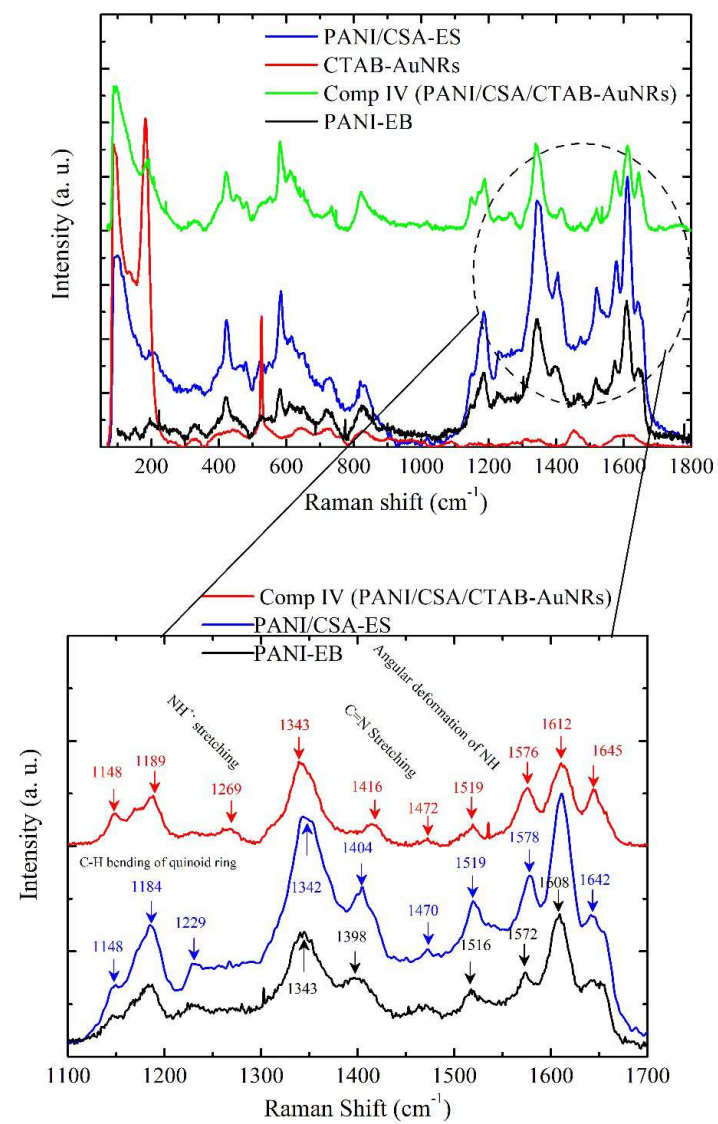 PANI/CSA-ES
CTAB-AuNRs
Comp IV (PANI/CSA/CTAB-AuNRs)
PANI-EB
Intensity (a. u.)
200 400 600 800 1000 1200 1400 1600 1800
Raman shift (cm⁻¹)
Comp IV (PANI/CSA/CTAB-AuNRs)
PANI/CSA-ES
PANI-EB
Intensity (a. u.)
NH⁺· stretching
C=N Stretching
Angular deformation of NH
1148 1189 1269 1343 1416 1472 1519 1576 1612 1645
C-H bending of quinoid ring
1148 1184 1229 1342 1404 1470 1519 1578 1642
1343 1398 1516 1572 1608
1100 1200 1300 1400 1500 1600 1700
Raman Shift (cm⁻¹)